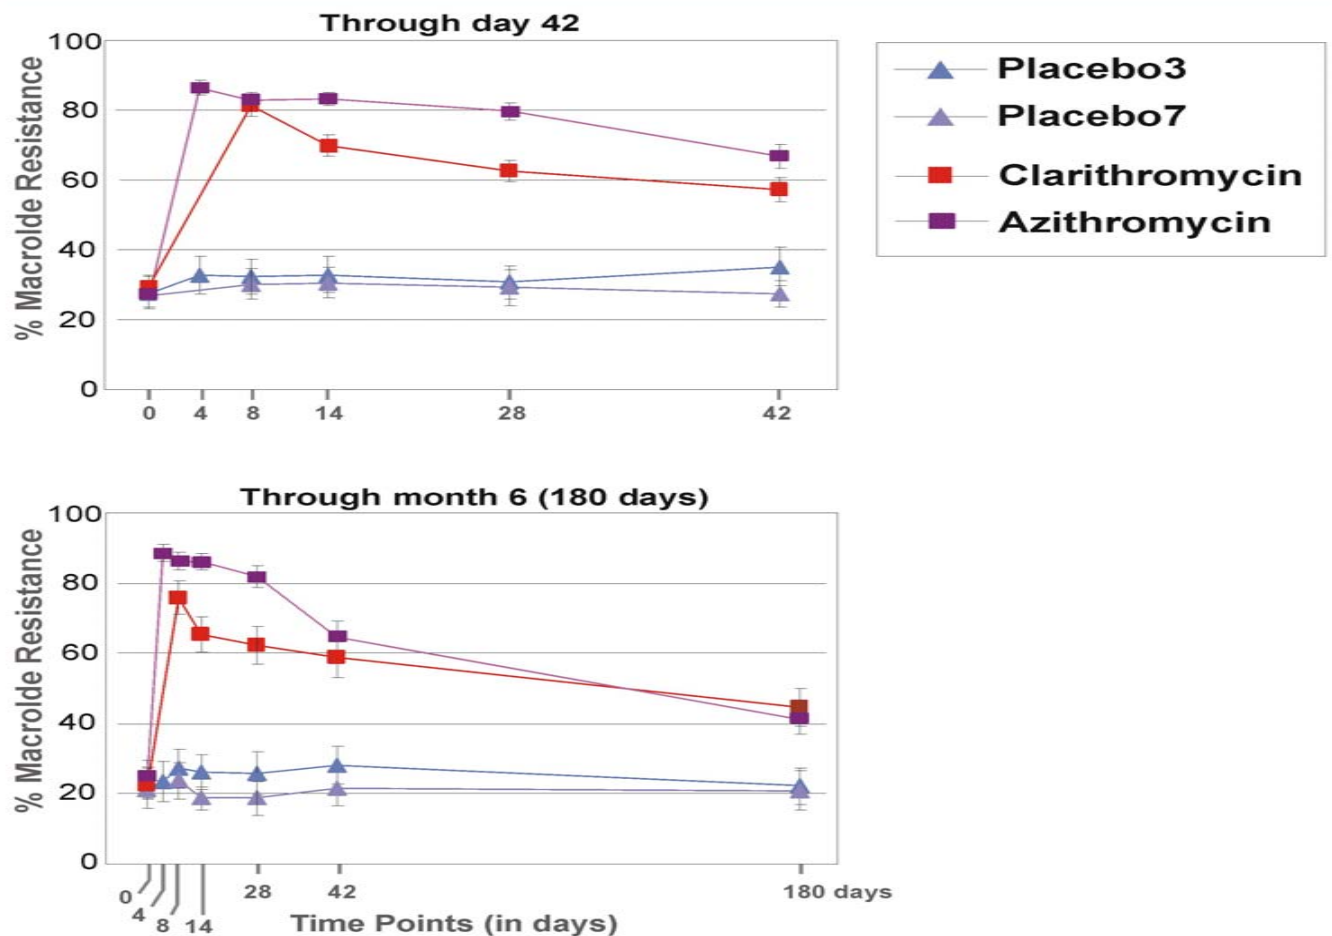 Through day 42
% Macrolde Resistance
100
80
60
40
20
0
0 4 8 14 28 42
Placebo3
Placebo7
Clarithromycin
Azithromycin
Through month 6 (180 days)
% Macrolde Resistance
100
80
60
40
20
0
0 4 8 14 28 42 180 days
Time Points (in days)